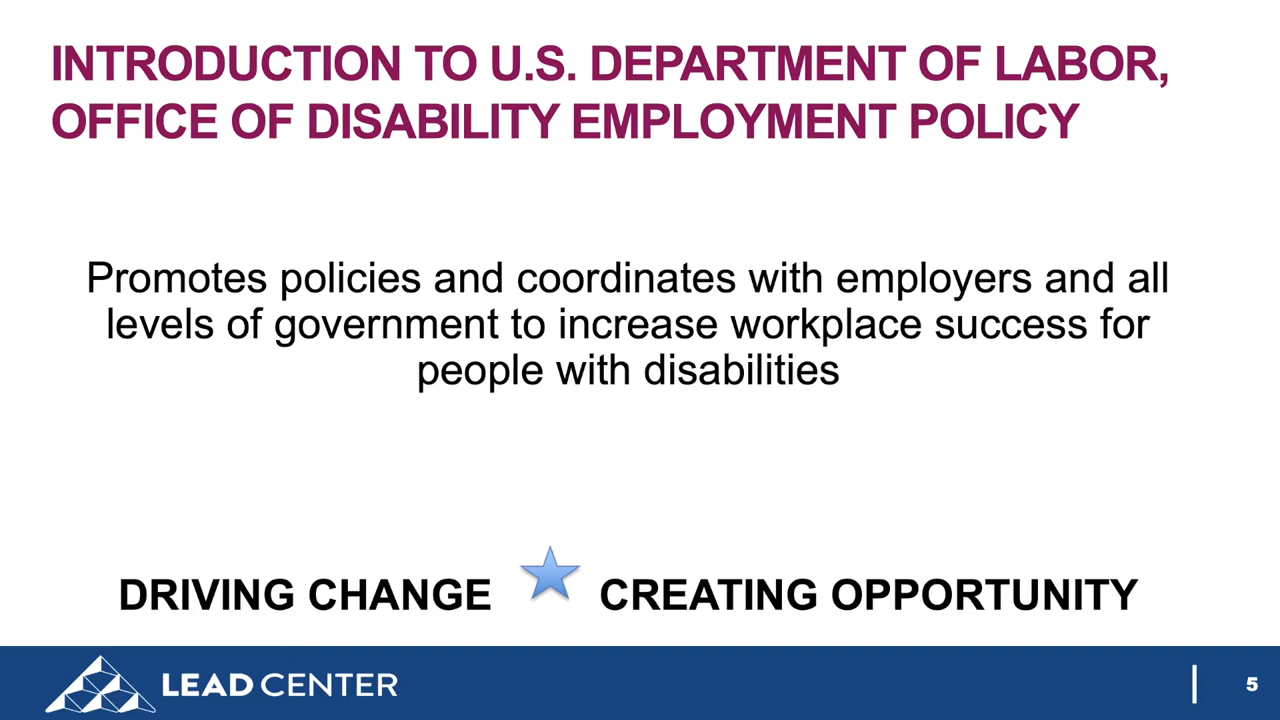 INTRODUCTION TO U.S. DEPARTMENT OF LABOR,
OFFICE OF DISABILITY EMPLOYMENT POLICY
Promotes policies and coordinates with employers and all
levels of government to increase workplace success for
people with disabilities
DRIVING CHANGE CREATING OPPORTUNITY
LEAD CENTER
5